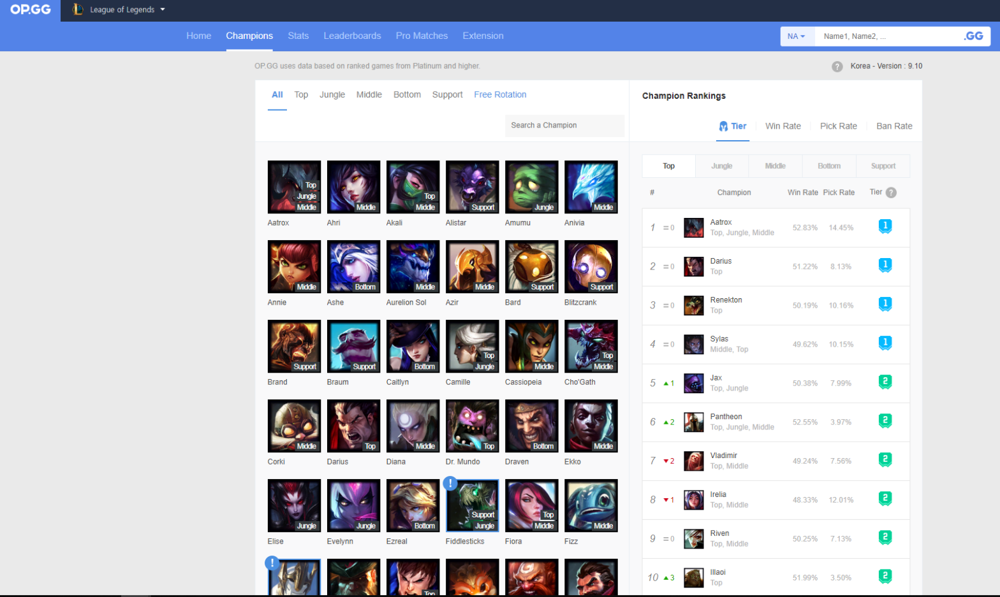 OP.GG
League of Legends
Home Champions Stats Leaderboards Pro Matches Extension
NA Name1, Name2, ... .GG
OP.GG uses data based on ranked games from Platinum and higher.
? Korea - Version : 9.10
All Top Jungle Middle Bottom Support Free Rotation
Search a Champion
Top
Jungle
Middle
Middle
Top
Middle
Support
Jungle
Middle
Aatrox Ahri Akali Alistar Amumu Anivia
Middle Bottom Middle Middle Support Support
Annie Ashe Aurelion Sol Azir Bard Blitzcrank
Support
Support
Bottom
Top
Jungle
Middle
Top
Middle
Brand Braum Caitlyn Camille Cassiopeia Cho'Gath
Middle Top Middle Top Bottom Middle
Corki Darius Diana Dr. Mundo Draven Ekko
Jungle
Jungle
Bottom
!
Support
Jungle
Top
Middle
Middle
Elise Evelynn Ezreal Fiddlesticks Fiora Fizz
!
Top
Champion Rankings
Tier Win Rate Pick Rate Ban Rate
Top Jungle Middle Bottom Support
# Champion Win Rate Pick Rate Tier ?
1 = 0 Aatrox 52.83% 14.45% 1
Top, Jungle, Middle
2 = 0 Darius 51.22% 8.13% 1
Top
3 = 0 Renekton 50.19% 10.16% 1
Top
4 = 0 Sylas 49.62% 10.15% 1
Middle, Top
5 ▲ 1 Jax 50.38% 7.99% 2
Top, Jungle
6 ▲ 2 Pantheon 52.55% 3.97% 2
Top, Jungle, Middle
7 ▼ 2 Vladimir 49.24% 7.56% 2
Top, Middle
8 ▼ 1 Irelia 48.33% 12.01% 2
Top, Middle
9 = 0 Riven 50.25% 7.13% 2
Top, Middle
10 ▲ 3 Illaoi 51.99% 3.50% 2
Top